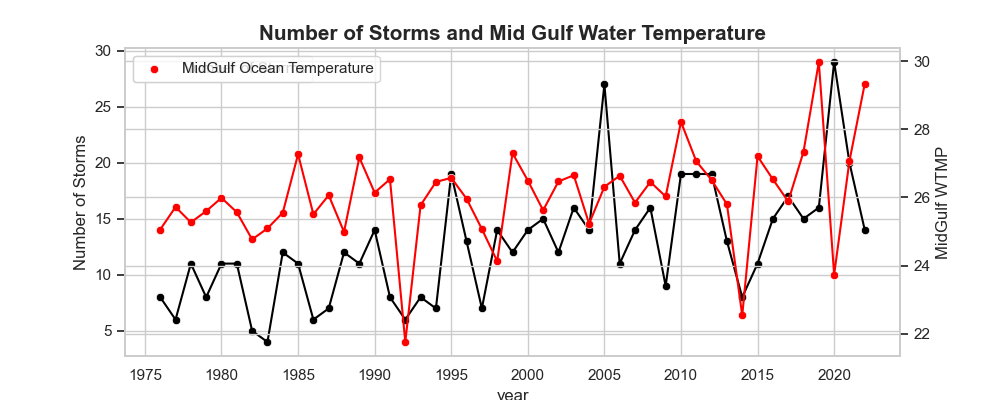 Number of Storms and Mid Gulf Water Temperature
MidGulf Ocean Temperature
Number of Storms
30
25
20
15
10
5
30
28
26
24
22
MidGulf WTMP
1975 1980 1985 1990 1995 2000 2005 2010 2015 2020
year